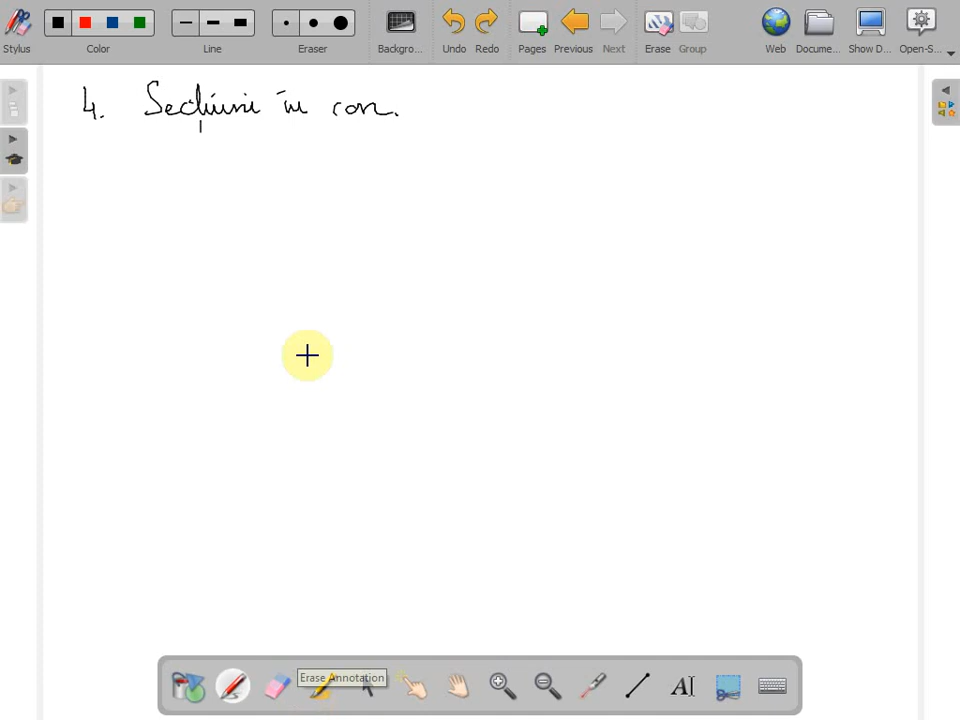 Stylus Color Line Eraser Backgro... Undo Redo Pages Previous Next Erase Group Web Docume... Show D... Open-S...
4. Secțiuni în con.
Erase Annotation